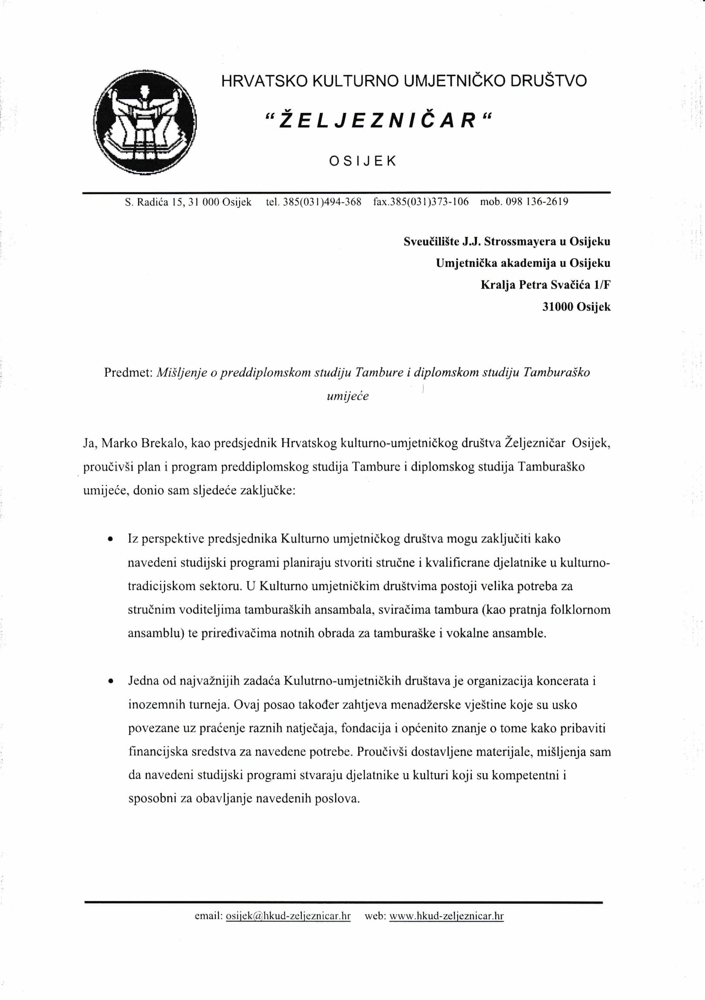 HRVATSKO KULTURNO UMJETNIČKO DRUŠTVO
“ŽELJEZNIČAR“
OSIJEK
S. Radića 15, 31 000 Osijek tel. 385(031)494-368 fax.385(031)373-106 mob. 098 136-2619
Sveučilište J.J. Strossmayera u Osijeku
Umjetnička akademija u Osijeku
Kralja Petra Svačića 1/F
31000 Osijek
Predmet: Mišljenje o preddiplomskom studiju Tambure i diplomskom studiju Tamburaško
umijeće
Ja, Marko Brekalo, kao predsjednik Hrvatskog kulturno-umjetničkog društva Željezničar Osijek,
proučivši plan i program preddiplomskog studija Tambure i diplomskog studija Tamburaško
umijeće, donio sam sljedeće zaključke:
• Iz perspektive predsjednika Kulturno umjetničkog društva mogu zaključiti kako
navedeni studijski programi planiraju stvoriti stručne i kvalificrane djelatnike u kulturno-
tradicijskom sektoru. U Kulturno umjetničkim društvima postoji velika potreba za
stručnim voditeljima tamburaških ansambala, sviračima tambura (kao pratnja folklornom
ansamblu) te priređivačima notnih obrada za tamburaške i vokalne ansamble.
• Jedna od najvažnijih zadaća Kulutrno-umjetničkih društava je organizacija koncerata i
inozemnih turneja. Ovaj posao također zahtjeva menadžerske vještine koje su usko
povezane uz praćenje raznih natječaja, fondacija i općenito znanje o tome kako pribaviti
financijska sredstva za navedene potrebe. Proučivši dostavljene materijale, mišljenja sam
da navedeni studijski programi stvaraju djelatnike u kulturi koji su kompetentni i
sposobni za obavljanje navedenih poslova.
email: osijek@hkud-zeljeznicar.hr web: www.hkud-zeljeznicar.hr